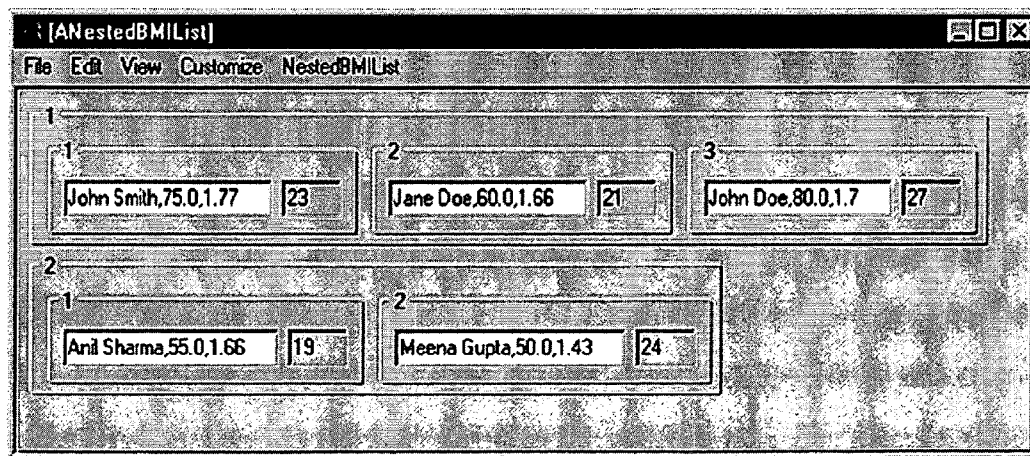 [ANestedBMIList]
File Edit View Customize NestedBMIList
1
1 2 3
John Smith,75.0,1.77 23 Jane Doe,60.0,1.66 21 John Doe,80.0,1.7 27
2
1 2
Anil Sharma,55.0,1.66 19 Meena Gupta,50.0,1.43 24